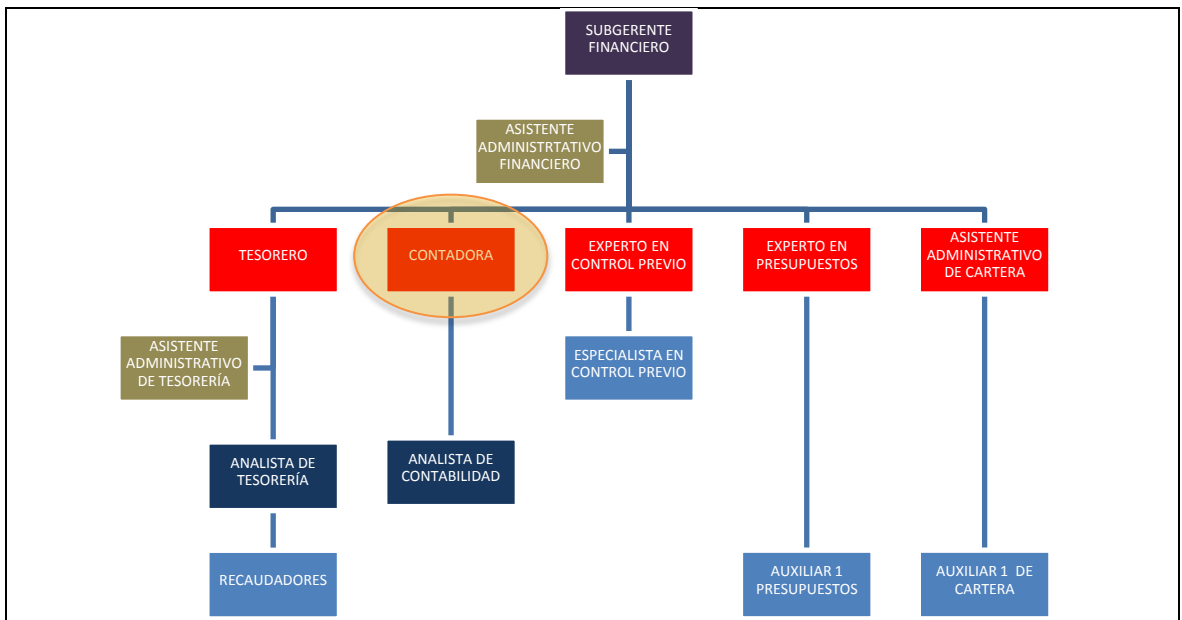 SUBGERENTE
FINANCIERO
ASISTENTE
ADMINISTRTATIVO
FINANCIERO
TESORERO
CONTADORA
EXPERTO EN
CONTROL PREVIO
EXPERTO EN
PRESUPUESTOS
ASISTENTE
ADMINISTRATIVO
DE CARTERA
ASISTENTE
ADMINISTRATIVO
DE TESORERÍA
ESPECIALISTA EN
CONTROL PREVIO
ANALISTA DE
TESORERÍA
ANALISTA DE
CONTABILIDAD
RECAUDADORES
AUXILIAR 1
PRESUPUESTOS
AUXILIAR 1 DE
CARTERA